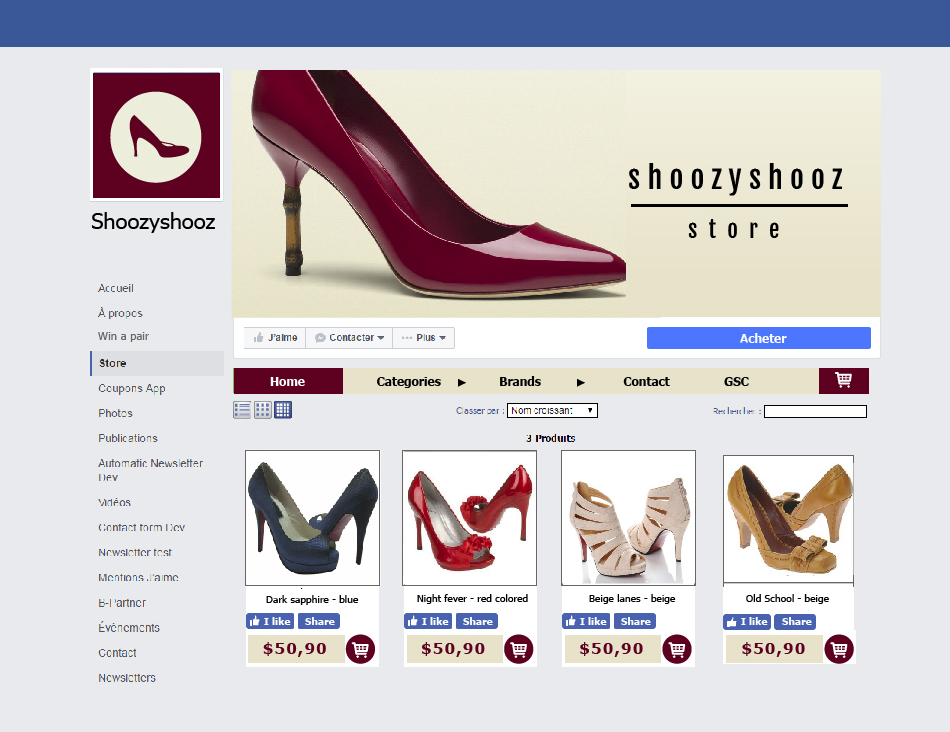 shoozyshooz
store
Shoozyshooz
Accueil
À propos
Win a pair
Store
Coupons App
Photos
Publications
Automatic Newsletter
Dev
Vidéos
Contact form Dev
Newsletter test
Mentions J'aime
B-Partner
Évènements
Contact
Newsletters
J'aime Contacter Plus Acheter
Home Categories Brands Contact GSC
Classer par : Nom croissant Rechercher :
3 Produits
Dark sapphire - blue Night fever - red colored Beige lanes - beige Old School - beige
I like Share I like Share I like Share I like Share
$50,90 $50,90 $50,90 $50,90